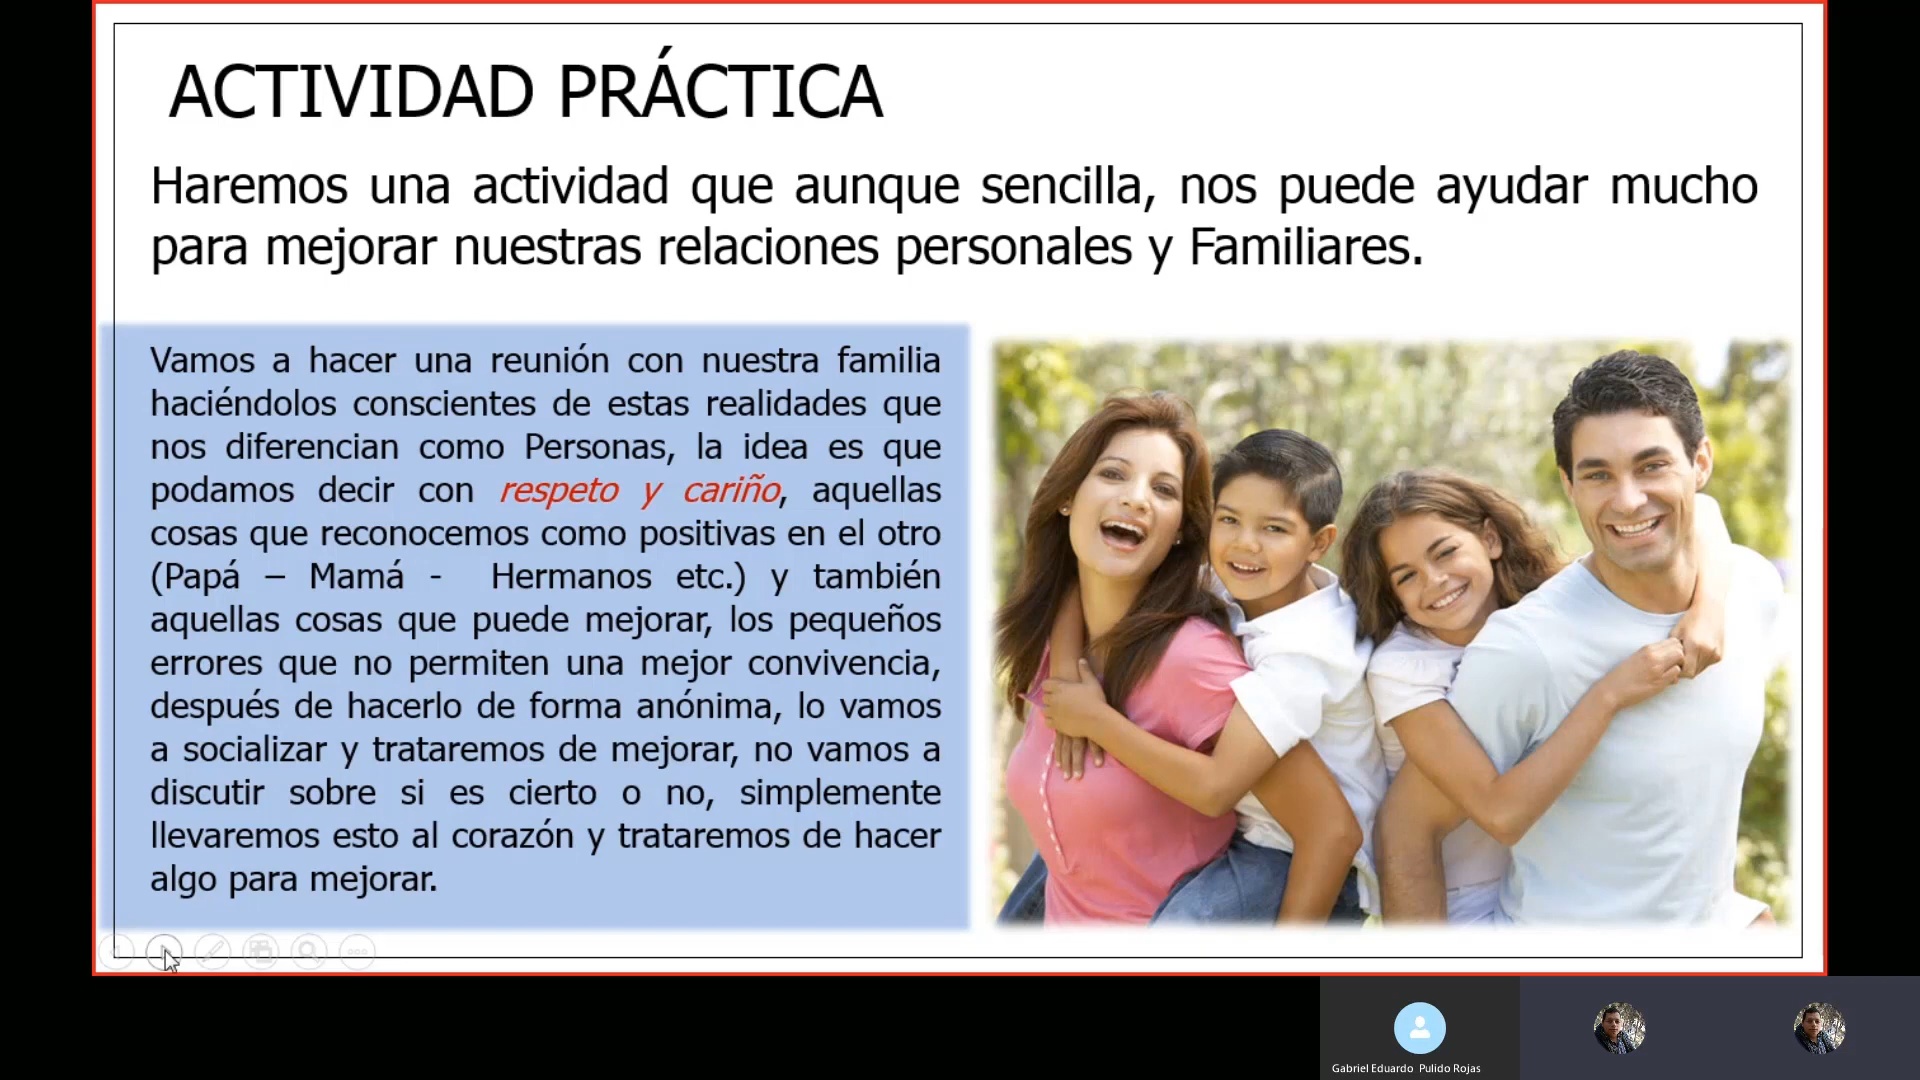 ACTIVIDAD PRÁCTICA
Haremos una actividad que aunque sencilla, nos puede ayudar mucho
para mejorar nuestras relaciones personales y Familiares.
Vamos a hacer una reunión con nuestra familia
haciéndolos conscientes de estas realidades que
nos diferencian como Personas, la idea es que
podamos decir con respeto y cariño, aquellas
cosas que reconocemos como positivas en el otro
(Papá – Mamá - Hermanos etc.) y también
aquellas cosas que puede mejorar, los pequeños
errores que no permiten una mejor convivencia,
después de hacerlo de forma anónima, lo vamos
a socializar y trataremos de mejorar, no vamos a
discutir sobre si es cierto o no, simplemente
llevaremos esto al corazón y trataremos de hacer
algo para mejorar.
Gabriel Eduardo Pulido Rojas